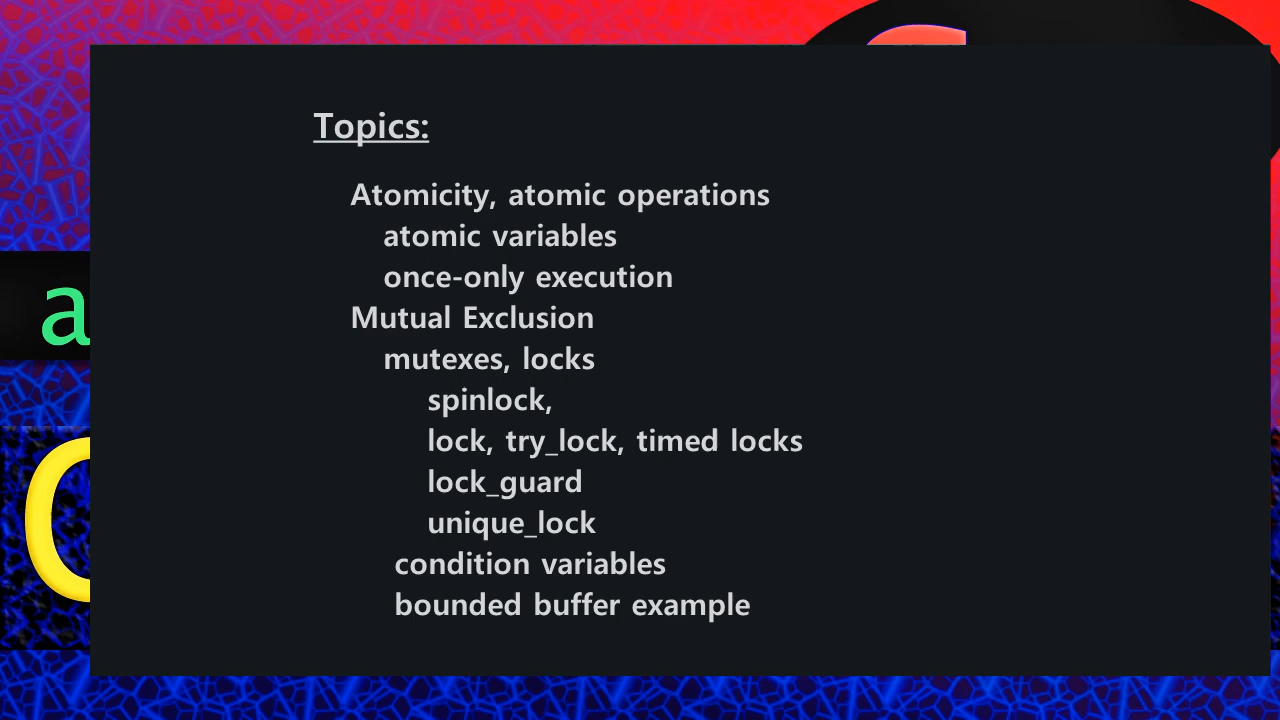 Topics:
Atomicity, atomic operations
atomic variables
once-only execution
Mutual Exclusion
mutexes, locks
spinlock,
lock, try_lock, timed locks
lock_guard
unique_lock
condition variables
bounded buffer example
a